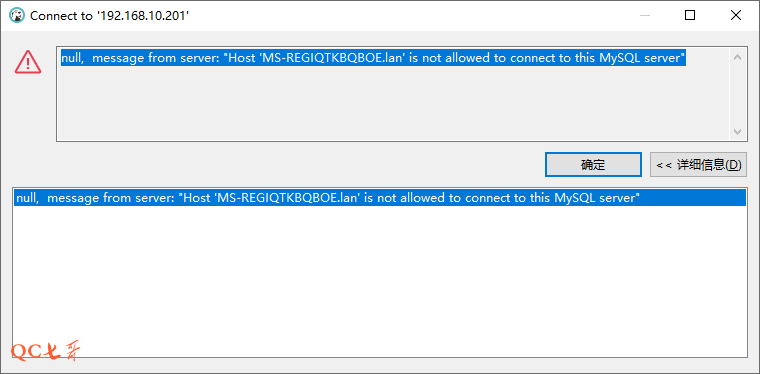 Connect to '192.168.10.201'
null,  message from server: "Host 'MS-REGIQTKBQBOE.lan' is not allowed to connect to this MySQL server"
确定
<< 详细信息(D)
null,  message from server: "Host 'MS-REGIQTKBQBOE.lan' is not allowed to connect to this MySQL server"
QC七哥